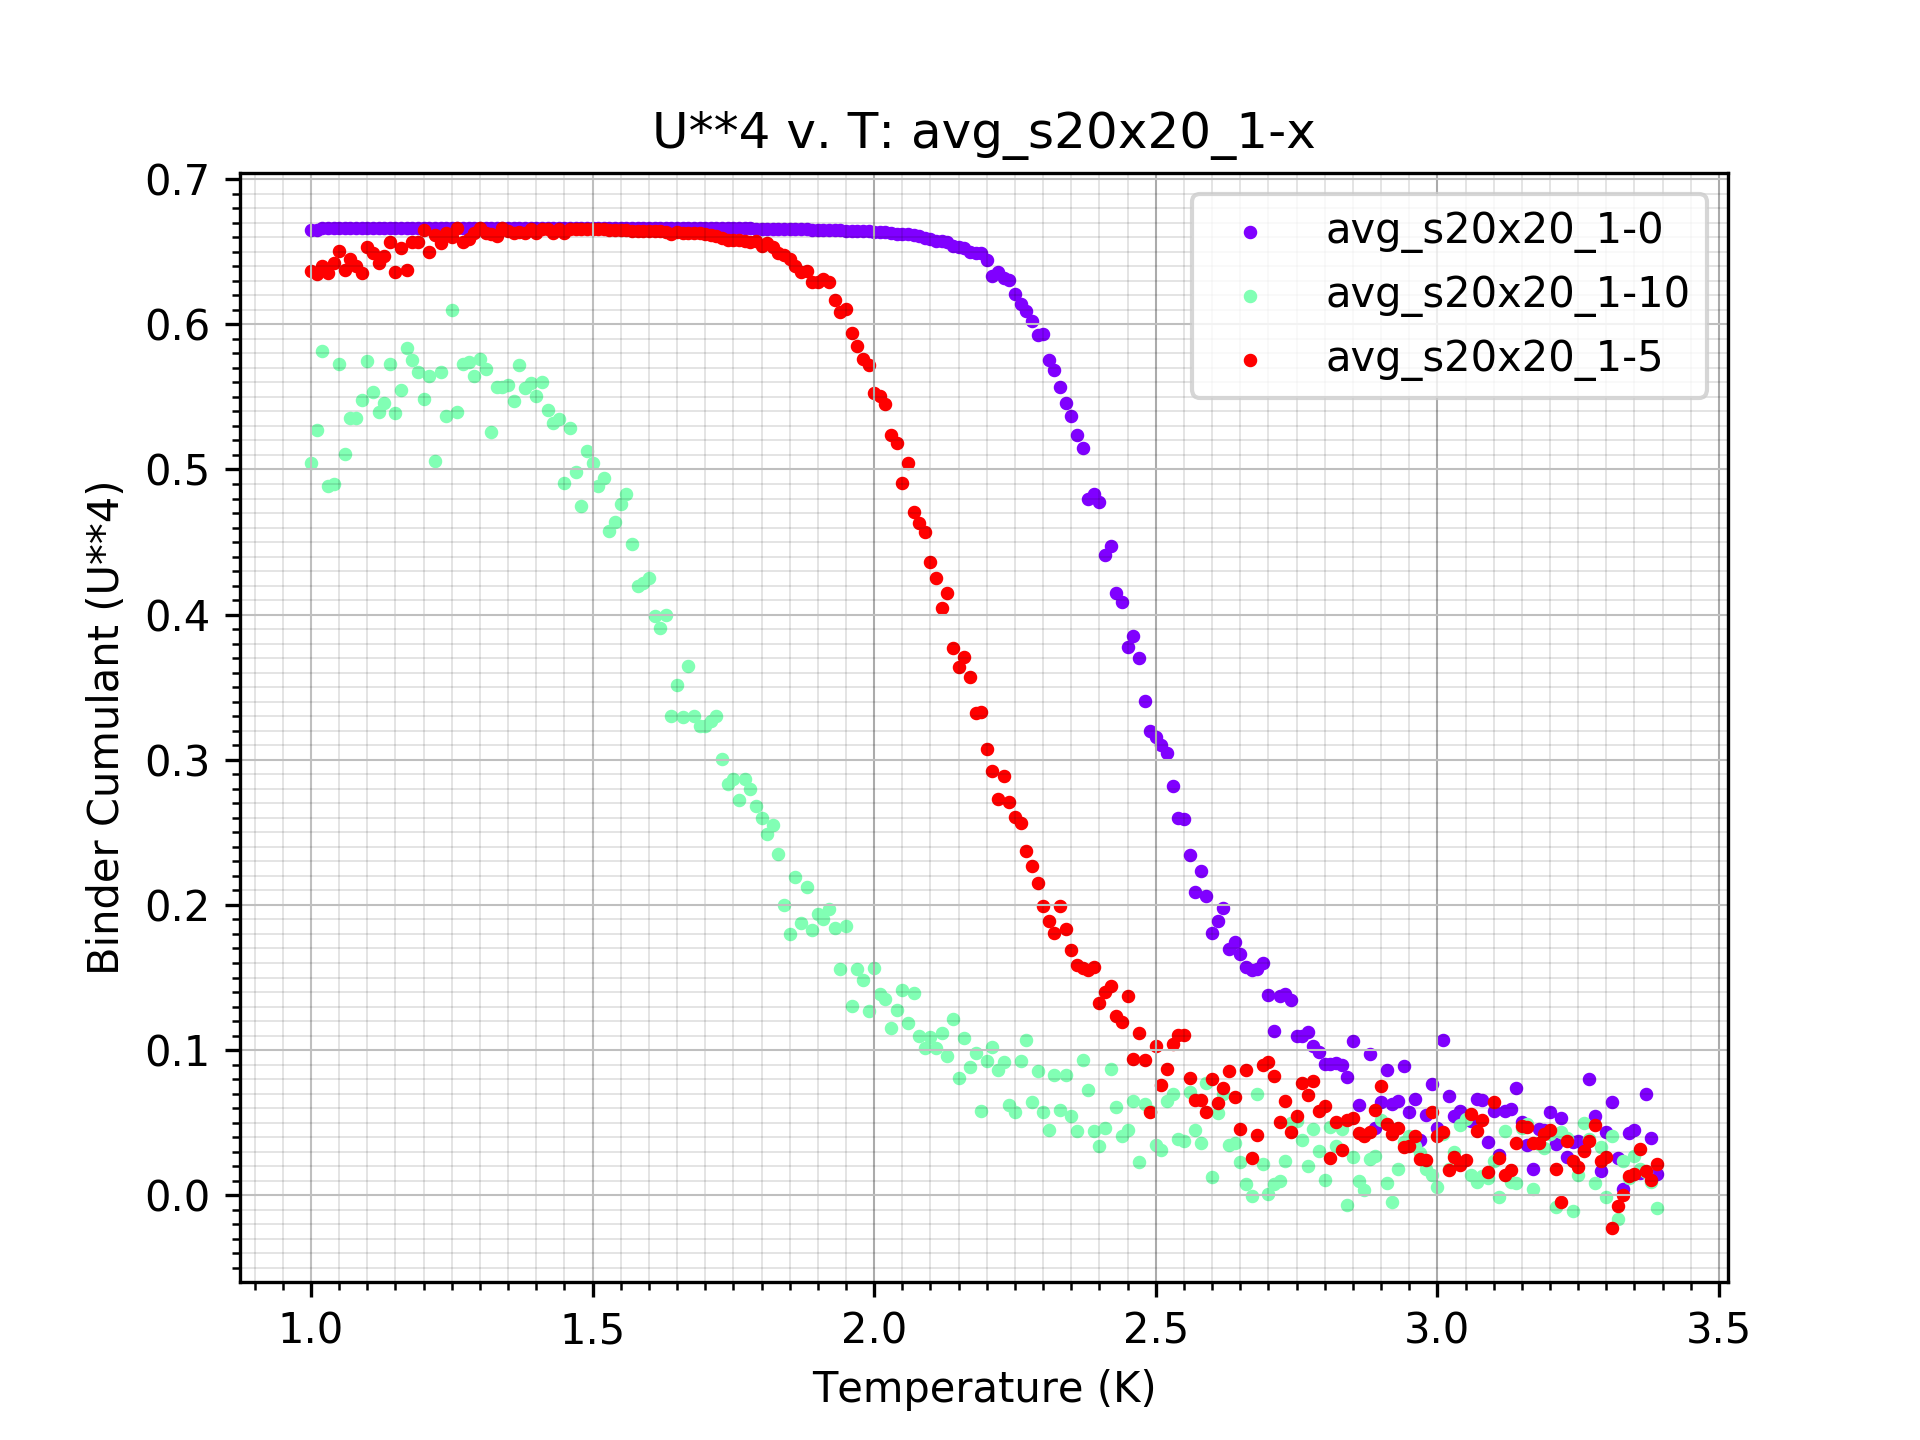 U**4 v. T: avg_s20x20_1-x
avg_s20x20_1-0
avg_s20x20_1-10
avg_s20x20_1-5
Binder Cumulant (U**4)
0.7
0.6
0.5
0.4
0.3
0.2
0.1
0.0
1.0 1.5 2.0 2.5 3.0 3.5
Temperature (K)